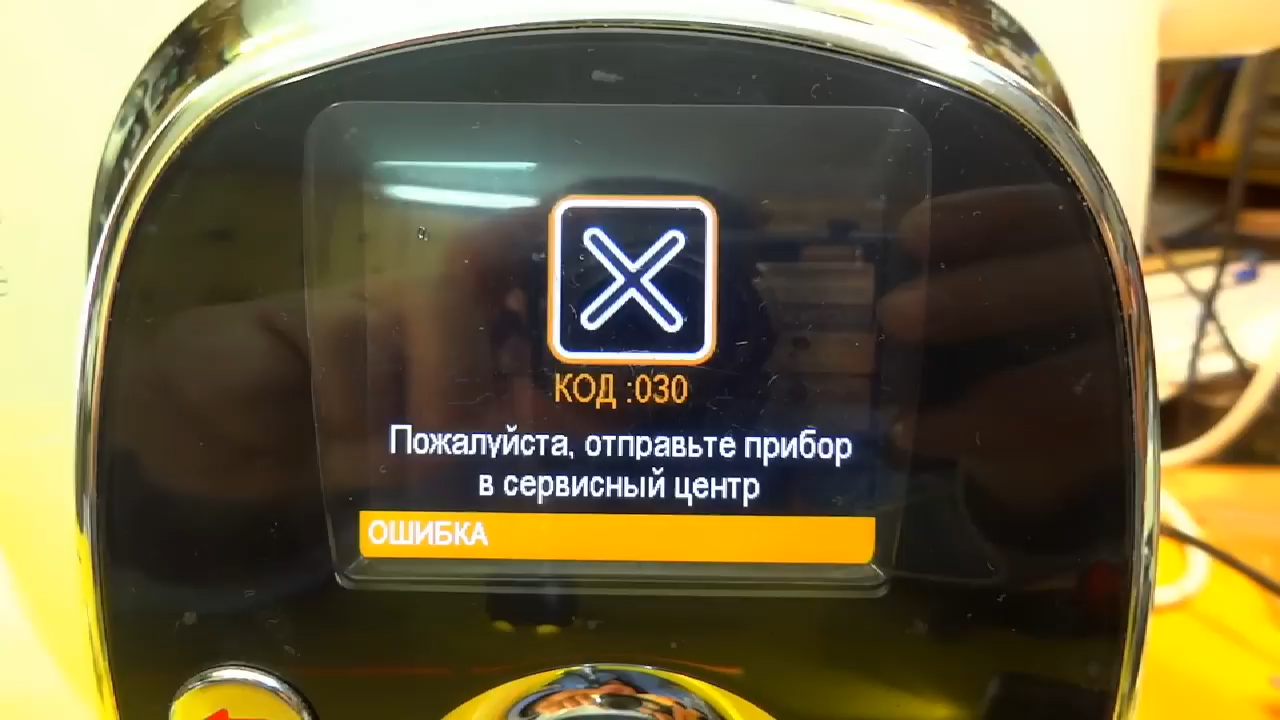 КОД :030
Пожалуйста, отправьте прибор
в сервисный центр
ОШИБКА